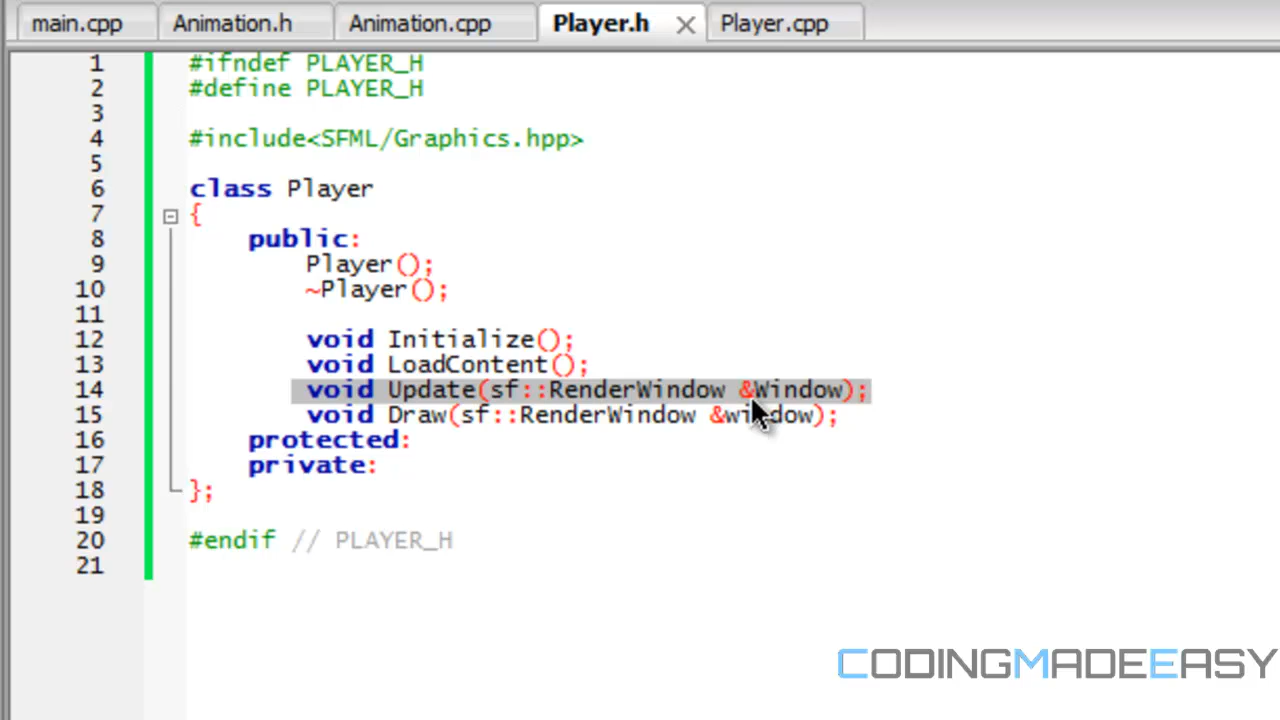 main.cpp Animation.h Animation.cpp Player.h Player.cpp
1 #ifndef PLAYER_H
2 #define PLAYER_H
3
4 #include<SFML/Graphics.hpp>
5
6 class Player
7 {
8 public:
9 Player();
10 ~Player();
11
12 void Initialize();
13 void LoadContent();
14 void Update(sf::RenderWindow &Window);
15 void Draw(sf::RenderWindow &window);
16 protected:
17 private:
18 };
19
20 #endif // PLAYER_H
21
CODINGMADEEASY